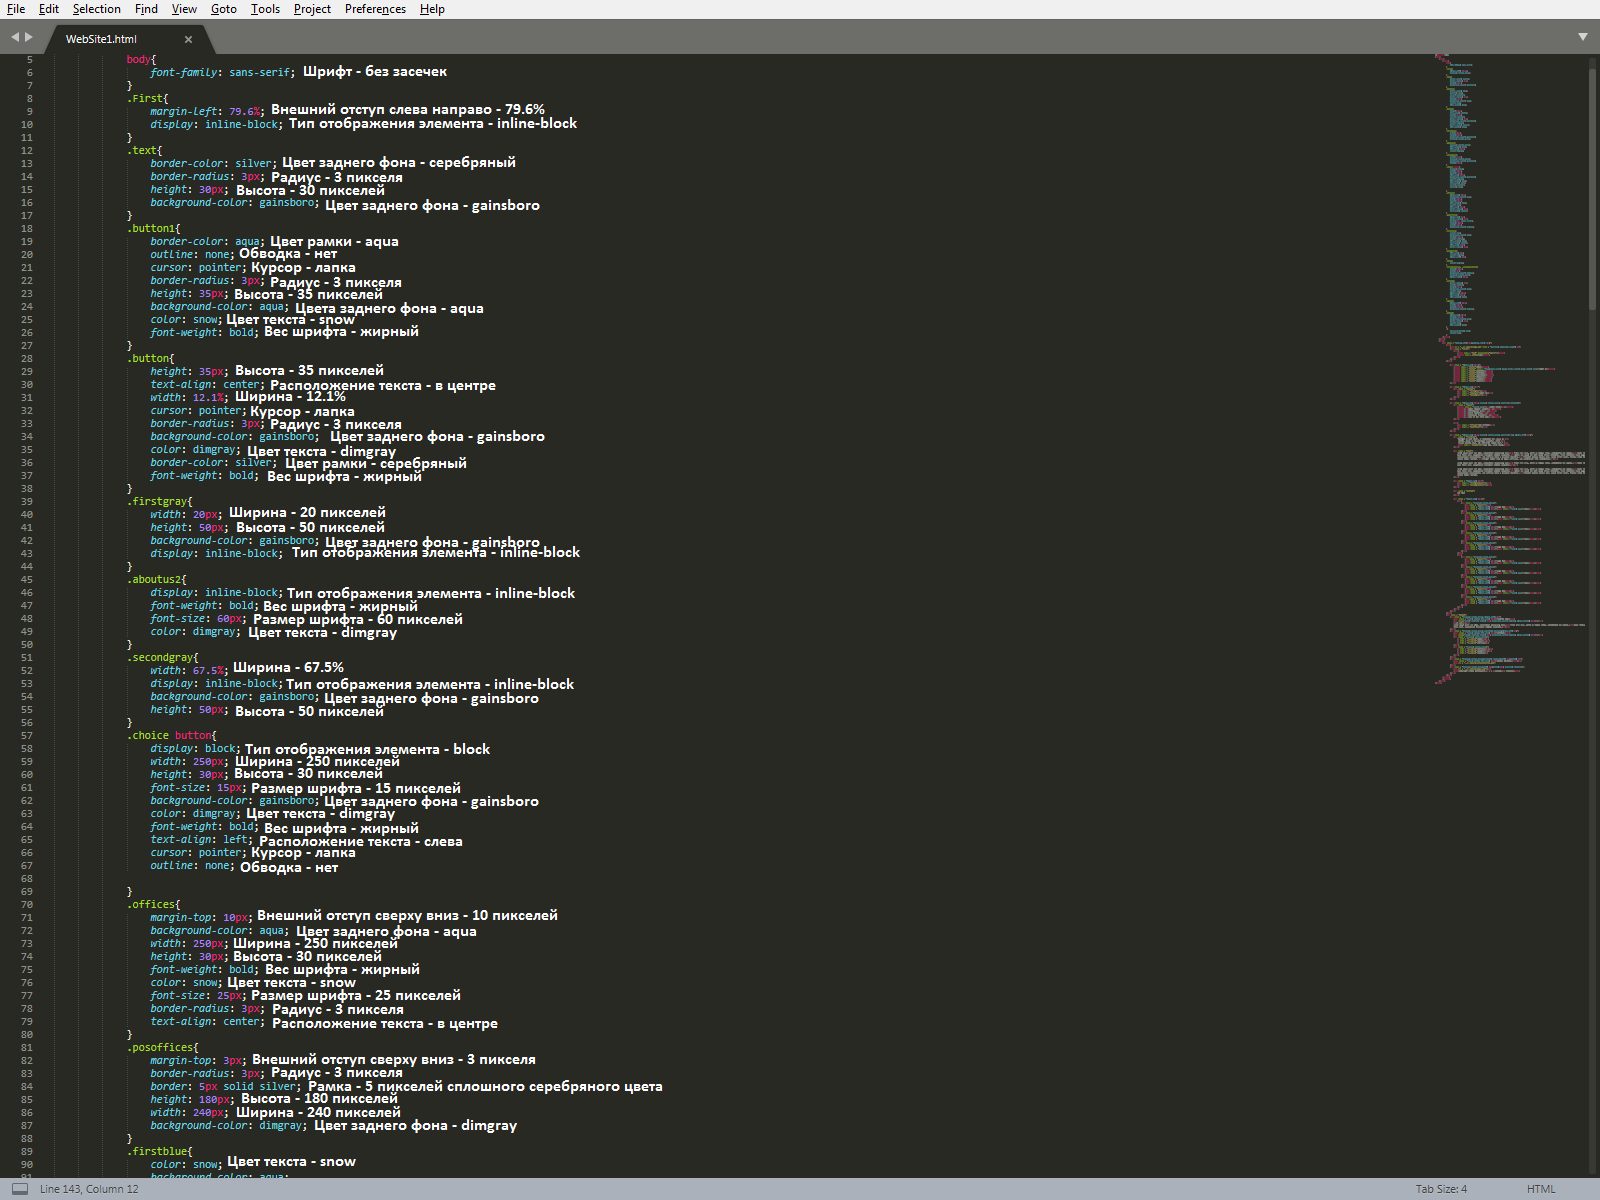 File Edit Selection Find View Goto Tools Project Preferences Help
WebSite1.html ×
5 body{
6 font-family: sans-serif; Шрифт - без засечек
7 }
8 .First{
9 margin-left: 79.6%; Внешний отступ слева направо - 79.6%
10 display: inline-block; Тип отображения элемента - inline-block
11 }
12 .text{
13 border-color: silver; Цвет заднего фона - серебряный
14 border-radius: 3px; Радиус - 3 пикселя
15 height: 30px; Высота - 30 пикселей
16 background-color: gainsboro; Цвет заднего фона - gainsboro
17 }
18 .button1{
19 border-color: aqua; Цвет рамки - aqua
20 outline: none; Обводка - нет
21 cursor: pointer; Курсор - лапка
22 border-radius: 3px; Радиус - 3 пикселя
23 height: 35px; Высота - 35 пикселей
24 background-color: aqua; Цвета заднего фона - aqua
25 color: snow; Цвет текста - snow
26 font-weight: bold; Вес шрифта - жирный
27 }
28 .button{
29 height: 35px; Высота - 35 пикселей
30 text-align: center; Расположение текста - в центре
31 width: 12.1%; Ширина - 12.1%
32 cursor: pointer; Курсор - лапка
33 border-radius: 3px; Радиус - 3 пикселя
34 background-color: gainsboro; Цвет заднего фона - gainsboro
35 color: dimgray; Цвет текста - dimgray
36 border-color: silver; Цвет рамки - серебряный
37 font-weight: bold; Вес шрифта - жирный
38 }
39 .firstgray{
40 width: 20px; Ширина - 20 пикселей
41 height: 50px; Высота - 50 пикселей
42 background-color: gainsboro; Цвет заднего фона - gainsboro
43 display: inline-block; Тип отображения элемента - inline-block
44 }
45 .aboutus2{
46 display: inline-block; Тип отображения элемента - inline-block
47 font-weight: bold; Вес шрифта - жирный
48 font-size: 60px; Размер шрифта - 60 пикселей
49 color: dimgray; Цвет текста - dimgray
50 }
51 .secondgray{
52 width: 67.5%; Ширина - 67.5%
53 display: inline-block; Тип отображения элемента - inline-block
54 background-color: gainsboro; Цвет заднего фона - gainsboro
55 height: 50px; Высота - 50 пикселей
56 }
57 .choice button{
58 display: block; Тип отображения элемента - block
59 width: 250px; Ширина - 250 пикселей
60 height: 30px; Высота - 30 пикселей
61 font-size: 15px; Размер шрифта - 15 пикселей
62 background-color: gainsboro; Цвет заднего фона - gainsboro
63 color: dimgray; Цвет текста - dimgray
64 font-weight: bold; Вес шрифта - жирный
65 text-align: left; Расположение текста - слева
66 cursor: pointer; Курсор - лапка
67 outline: none; Обводка - нет
68
69 }
70 .offices{
71 margin-top: 10px; Внешний отступ сверху вниз - 10 пикселей
72 background-color: aqua; Цвет заднего фона - aqua
73 width: 250px; Ширина - 250 пикселей
74 height: 30px; Высота - 30 пикселей
75 font-weight: bold; Вес шрифта - жирный
76 color: snow; Цвет текста - snow
77 font-size: 25px; Размер шрифта - 25 пикселей
78 border-radius: 3px; Радиус - 3 пикселя
79 text-align: center; Расположение текста - в центре
80 }
81 .posoffices{
82 margin-top: 3px; Внешний отступ сверху вниз - 3 пикселя
83 border-radius: 3px; Радиус - 3 пикселя
84 border: 5px solid silver; Рамка - 5 пикселей сплошного серебряного цвета
85 height: 180px; Высота - 180 пикселей
86 width: 240px; Ширина - 240 пикселей
87 background-color: dimgray; Цвет заднего фона - dimgray
88 }
89 .firstblue{
90 color: snow; Цвет текста - snow
91 background-color: aqua;
Line 143, Column 12 Tab Size: 4 HTML